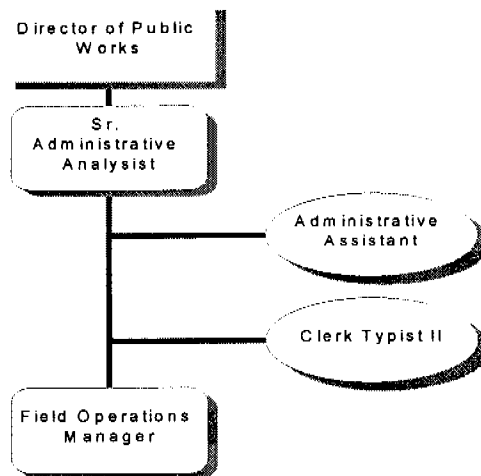 Director of Public
Works
Sr.
Administrative
Analysist
Administrative
Assistant
Clerk Typist II
Field Operations
Manager